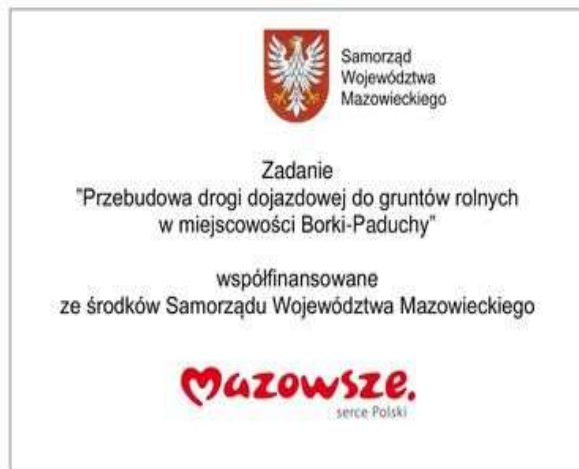 Samorząd
Województwa
Mazowieckiego
Zadanie
"Przebudowa drogi dojazdowej do gruntów rolnych
w miejscowości Borki-Paduchy"
współfinansowane
ze środków Samorządu Województwa Mazowieckiego
mazowsze.
serce Polski